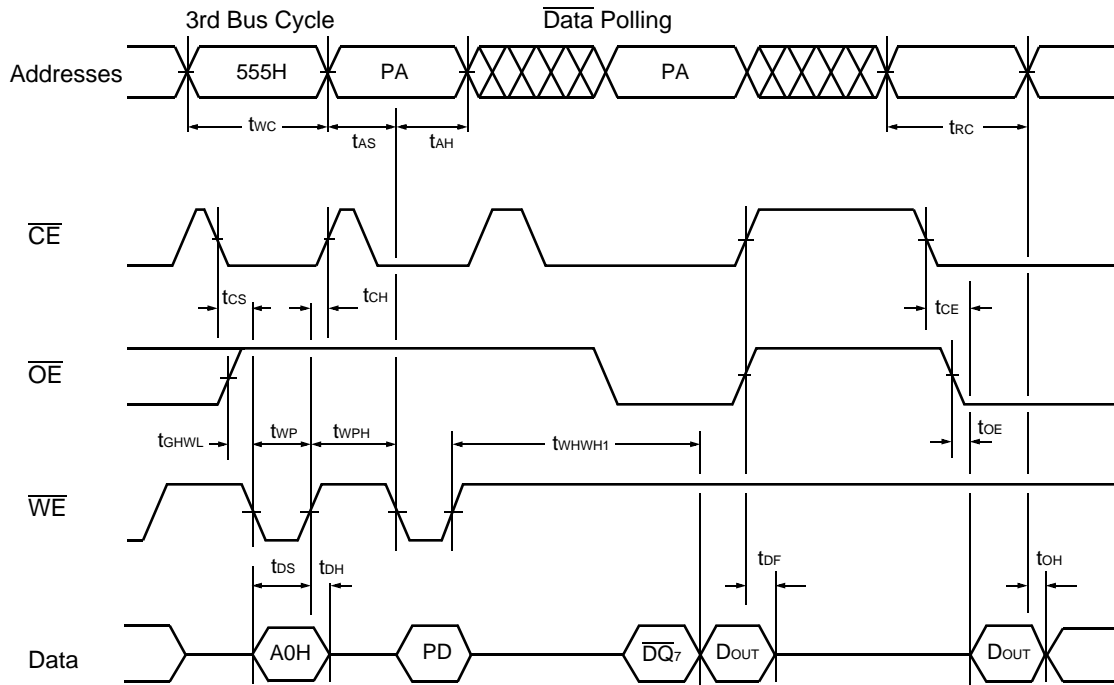 3rd Bus Cycle Data Polling
Addresses 555H PA PA
tWC tAS tAH tRC
CE
tCS tCH tCE
OE
tGHWL tWP tWPH tWHWH1 tOE
WE
tDS tDH tDF tOH
Data A0H PD DQ7 DOUT DOUT